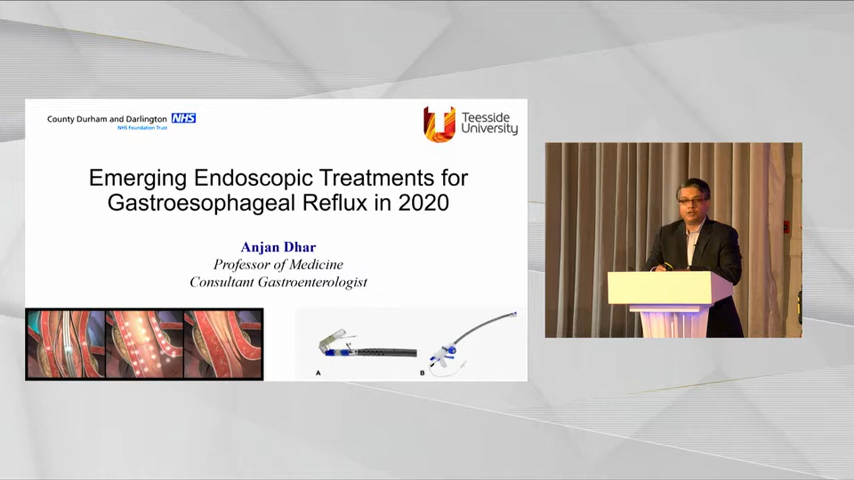 County Durham and Darlington NHS
NHS Foundation Trust
Teesside
University
Emerging Endoscopic Treatments for
Gastroesophageal Reflux in 2020
Anjan Dhar
Professor of Medicine
Consultant Gastroenterologist
A
B